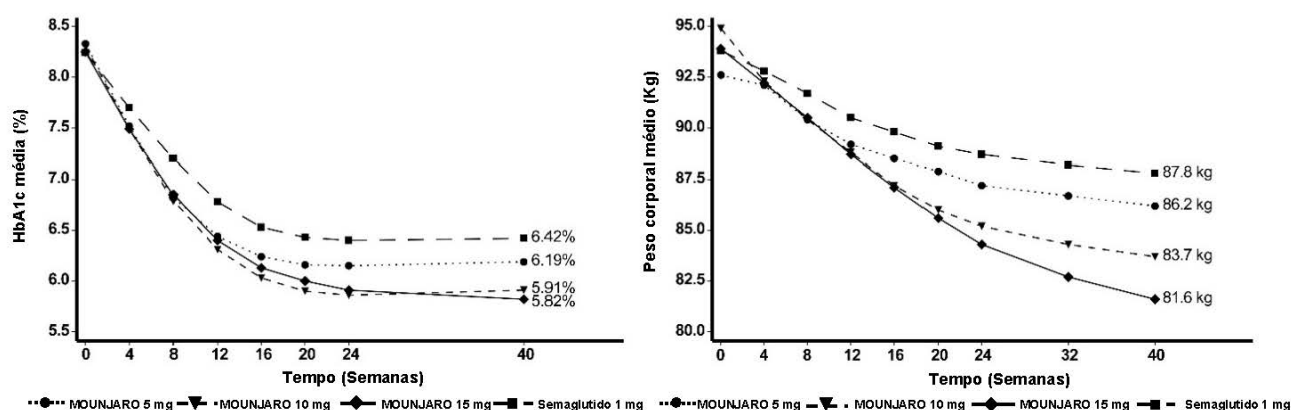 HbA1c média (%)
8.5
8.0
7.5
7.0
6.5
6.0
5.5
6.42%
6.19%
5.91%
5.82%
0 4 8 12 16 20 24 40
Tempo (Semanas)
MOUNJARO 5 mg MOUNJARO 10 mg MOUNJARO 15 mg Semaglutido 1 mg
Peso corporal médio (Kg)
95.0
92.5
90.0
87.5
85.0
82.5
80.0
87.8 kg
86.2 kg
83.7 kg
81.6 kg
0 4 8 12 16 20 24 32 40
Tempo (Semanas)
MOUNJARO 5 mg MOUNJARO 10 mg MOUNJARO 15 mg Semaglutido 1 mg